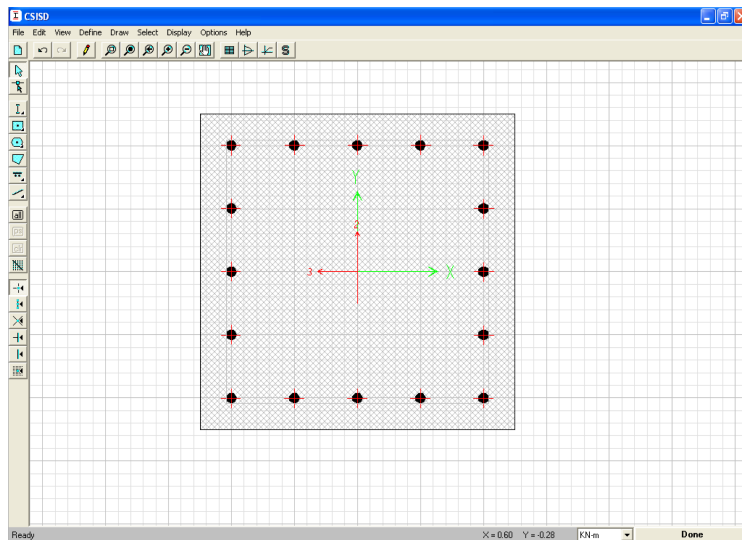 CSISD
File Edit View Define Draw Select Display Options Help
Y
2
3
X
all
Ready
X = 0.60 Y = -0.28
KN-m
Done